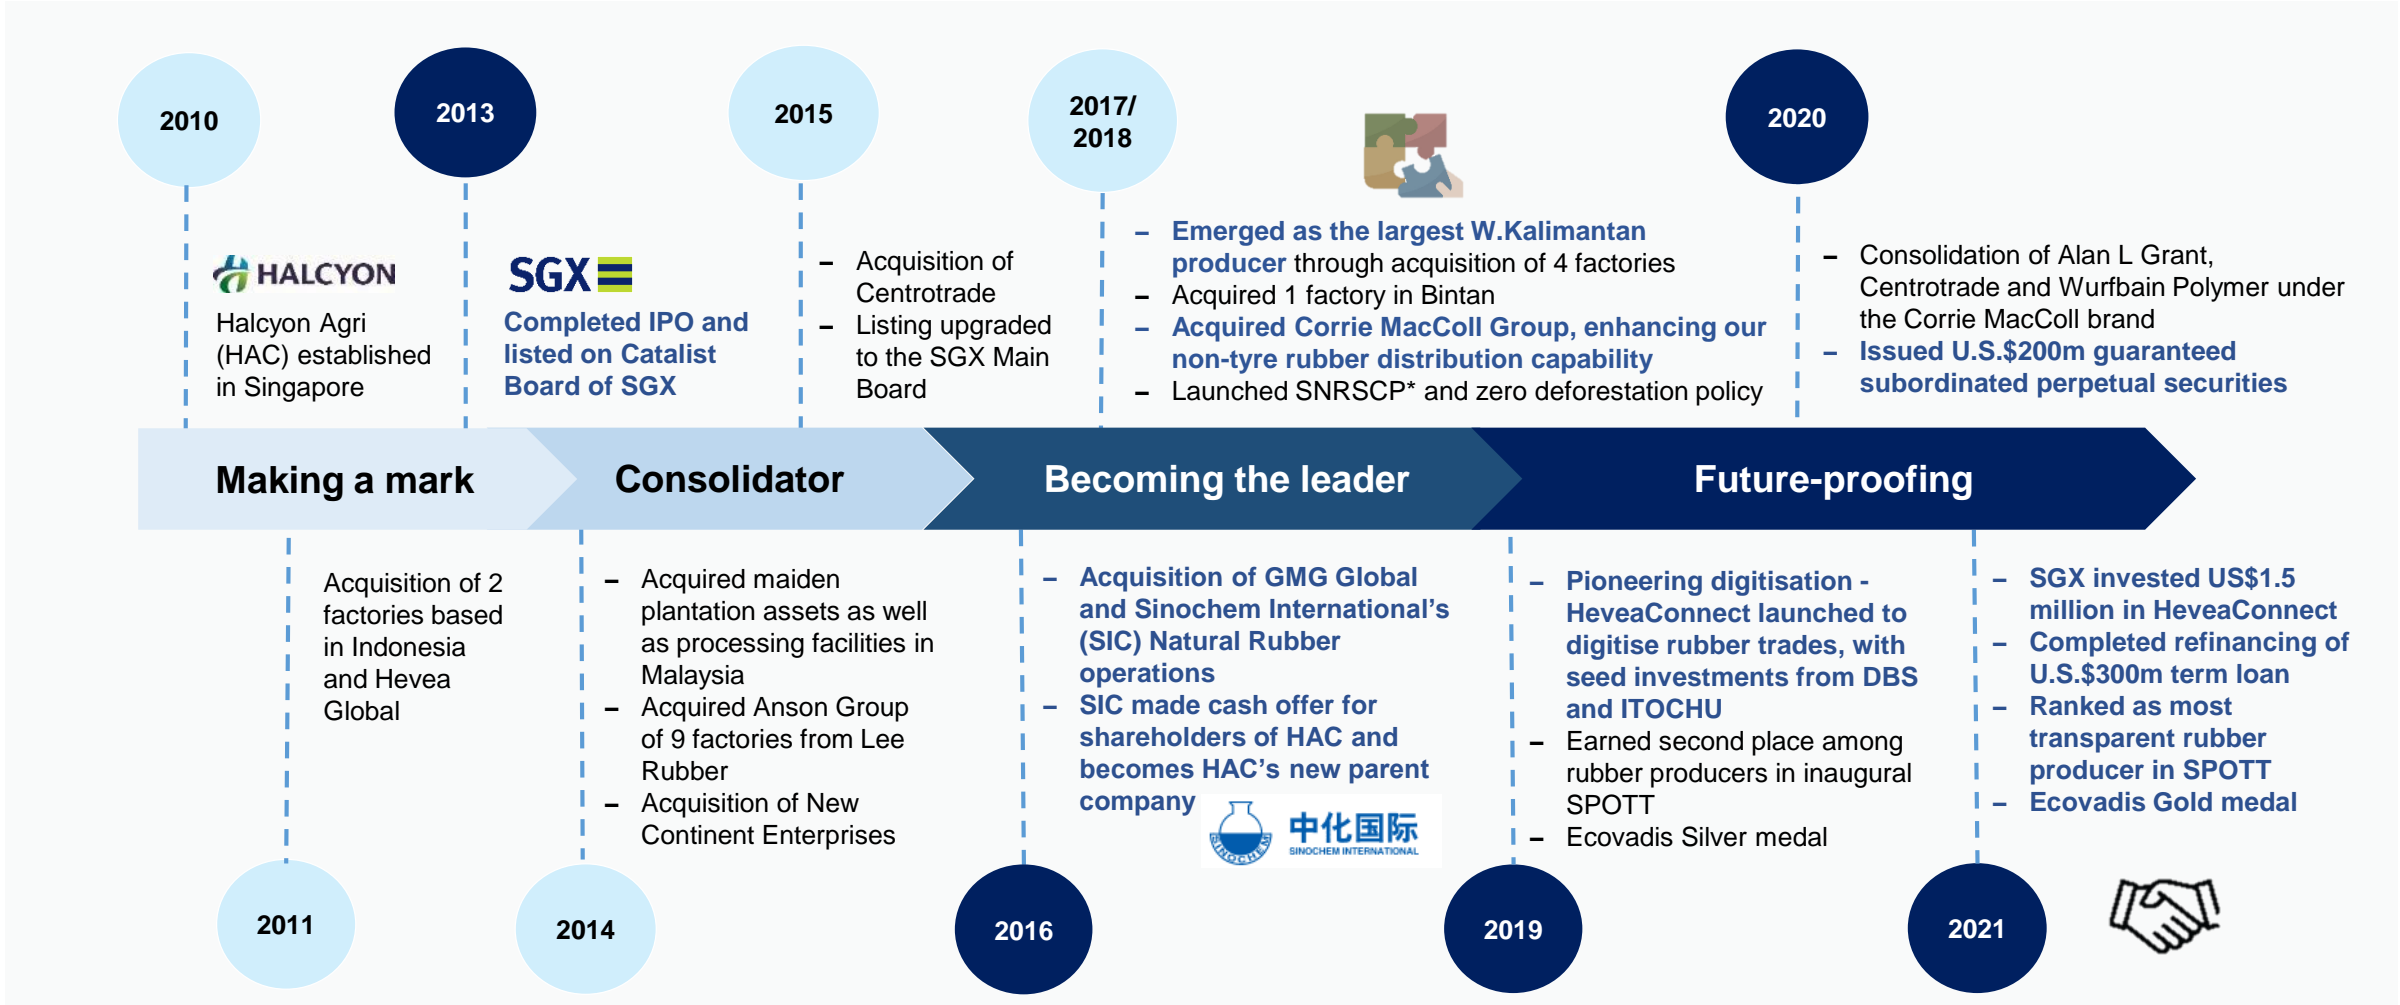 2010
HALCYON
Halcyon Agri
(HAC) established
in Singapore
2013
SGX
Completed IPO and
listed on Catalist
Board of SGX
2015
– Acquisition of
Centrotrade
– Listing upgraded
to the SGX Main
Board
2017/
2018
– Emerged as the largest W.Kalimantan
producer through acquisition of 4 factories
– Acquired 1 factory in Bintan
– Acquired Corrie MacColl Group, enhancing our
non-tyre rubber distribution capability
– Launched SNRSCP* and zero deforestation policy
2020
– Consolidation of Alan L Grant,
Centrotrade and Wurfbain Polymer under
the Corrie MacColl brand
– Issued U.S.$200m guaranteed
subordinated perpetual securities
Making a mark
Consolidator
Becoming the leader
Future-proofing
Acquisition of 2
factories based
in Indonesia
and Hevea
Global
2011
– Acquired maiden
plantation assets as well
as processing facilities in
Malaysia
– Acquired Anson Group
of 9 factories from Lee
Rubber
– Acquisition of New
Continent Enterprises
2014
– Acquisition of GMG Global
and Sinochem International’s
(SIC) Natural Rubber
operations
– SIC made cash offer for
shareholders of HAC and
becomes HAC’s new parent
company
SINOCHEM
中化国际
SINOCHEM INTERNATIONAL
2016
– Pioneering digitisation -
HeveaConnect launched to
digitise rubber trades, with
seed investments from DBS
and ITOCHU
– Earned second place among
rubber producers in inaugural
SPOTT
– Ecovadis Silver medal
2019
– SGX invested US$1.5
million in HeveaConnect
– Completed refinancing of
U.S.$300m term loan
– Ranked as most
transparent rubber
producer in SPOTT
– Ecovadis Gold medal
2021